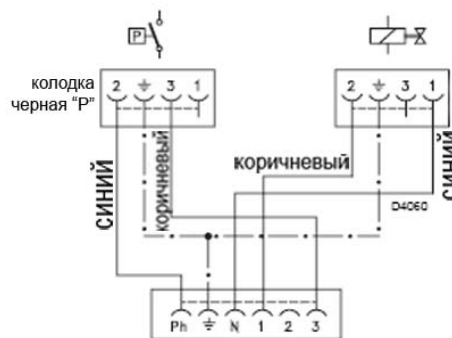 P
колодка
черная “P”
2 3 1
2 3 1
синий
коричневый
коричневый
синий
D4060
Ph N 1 2 3